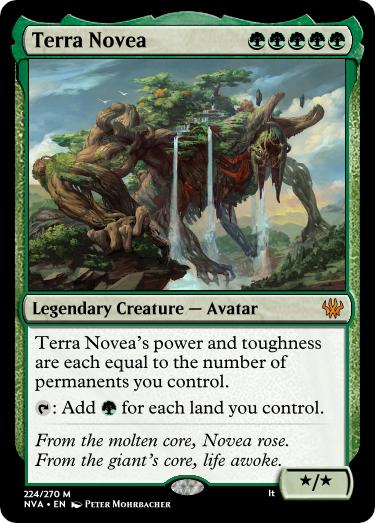 Terra Novea
Legendary Creature — Avatar
Terra Novea's power and toughness
are each equal to the number of
permanents you control.
: Add for each land you control.
From the molten core, Novea rose.
From the giant's core, life awoke.
*/*
224/270 M
It
NVA • EN Peter Mohrbacher